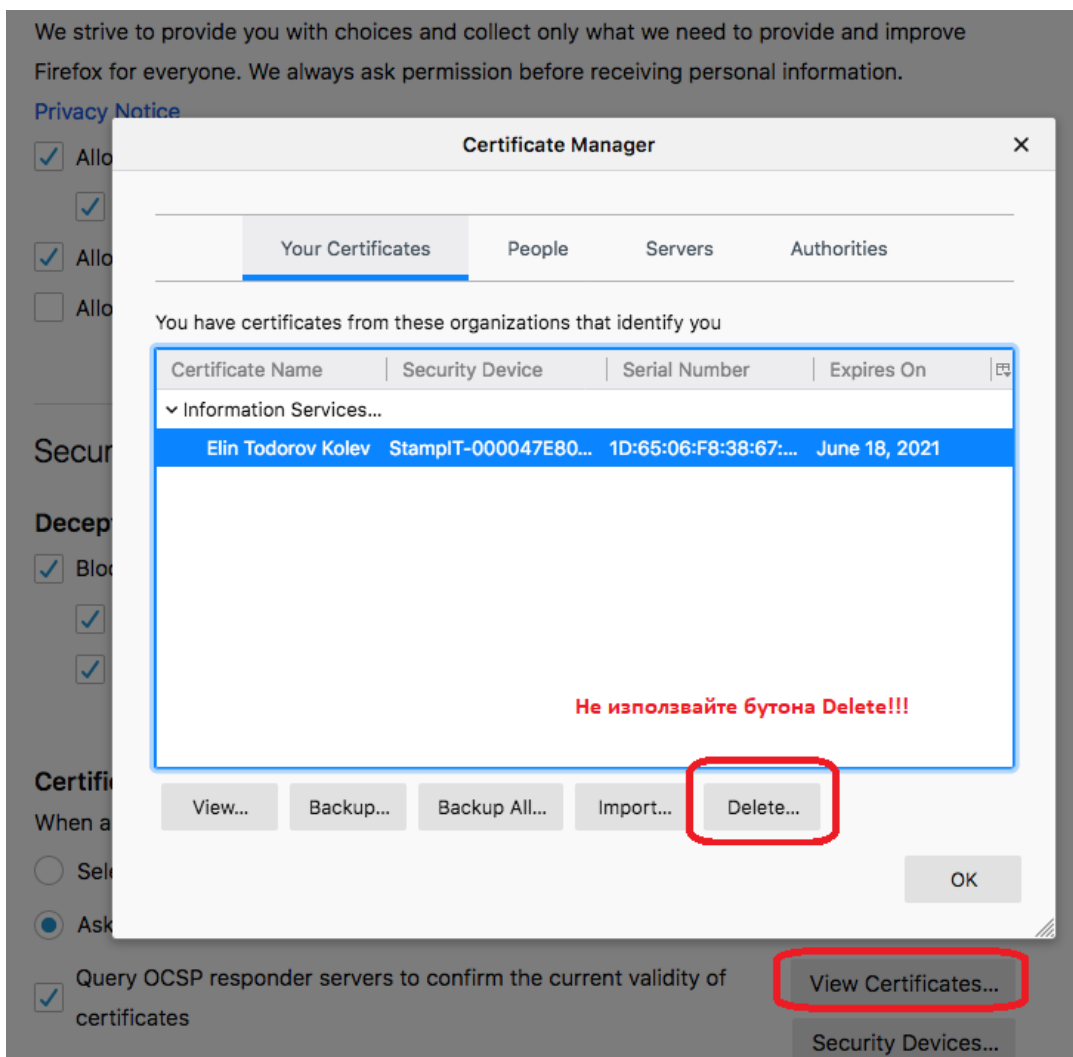 We strive to provide you with choices and collect only what we need to provide and improve
Firefox for everyone. We always ask permission before receiving personal information.
Privacy Notice
Certificate Manager
Allo
Your Certificates People Servers Authorities
Allo
Allo
You have certificates from these organizations that identify you
Certificate Name Security Device Serial Number Expires On
Information Services...
Secur
Elin Todorov Kolev StampIT-000047E80... 1D:65:06:F8:38:67:... June 18, 2021
Decep
Bloc
Не използвайте бутона Delete!!!
Certifi
View... Backup... Backup All... Import... Delete...
When a
Sele
OK
Ask
Query OCSP responder servers to confirm the current validity of
certificates
View Certificates...
Security Devices...